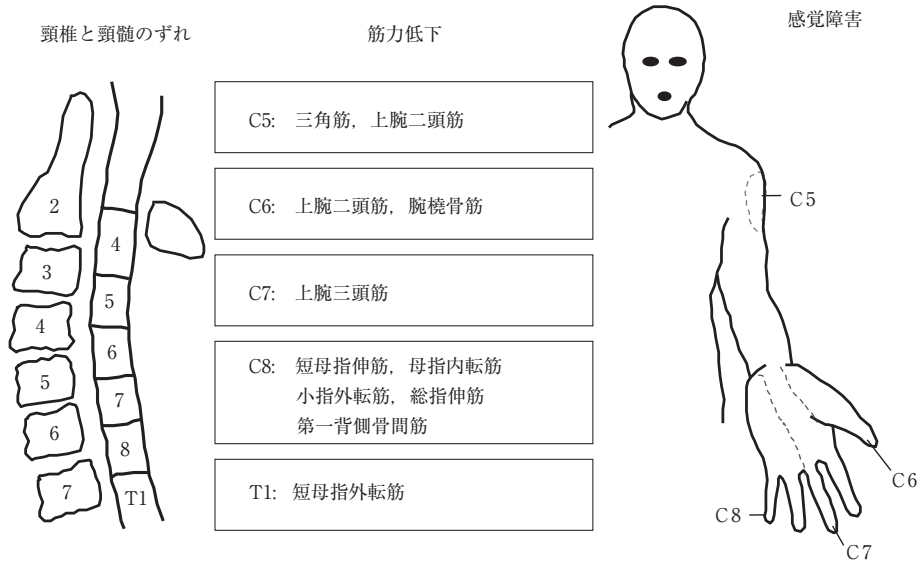 頸椎と頸髄のずれ
筋力低下
感覚障害
2
3
4
5
6
7
4
5
6
7
8
T1
C5: 三角筋，上腕二頭筋
C6: 上腕二頭筋，腕橈骨筋
C7: 上腕三頭筋
C8: 短母指伸筋，母指内転筋
小指外転筋，総指伸筋
第一背側骨間筋
T1: 短母指外転筋
C5
C6
C8
C7